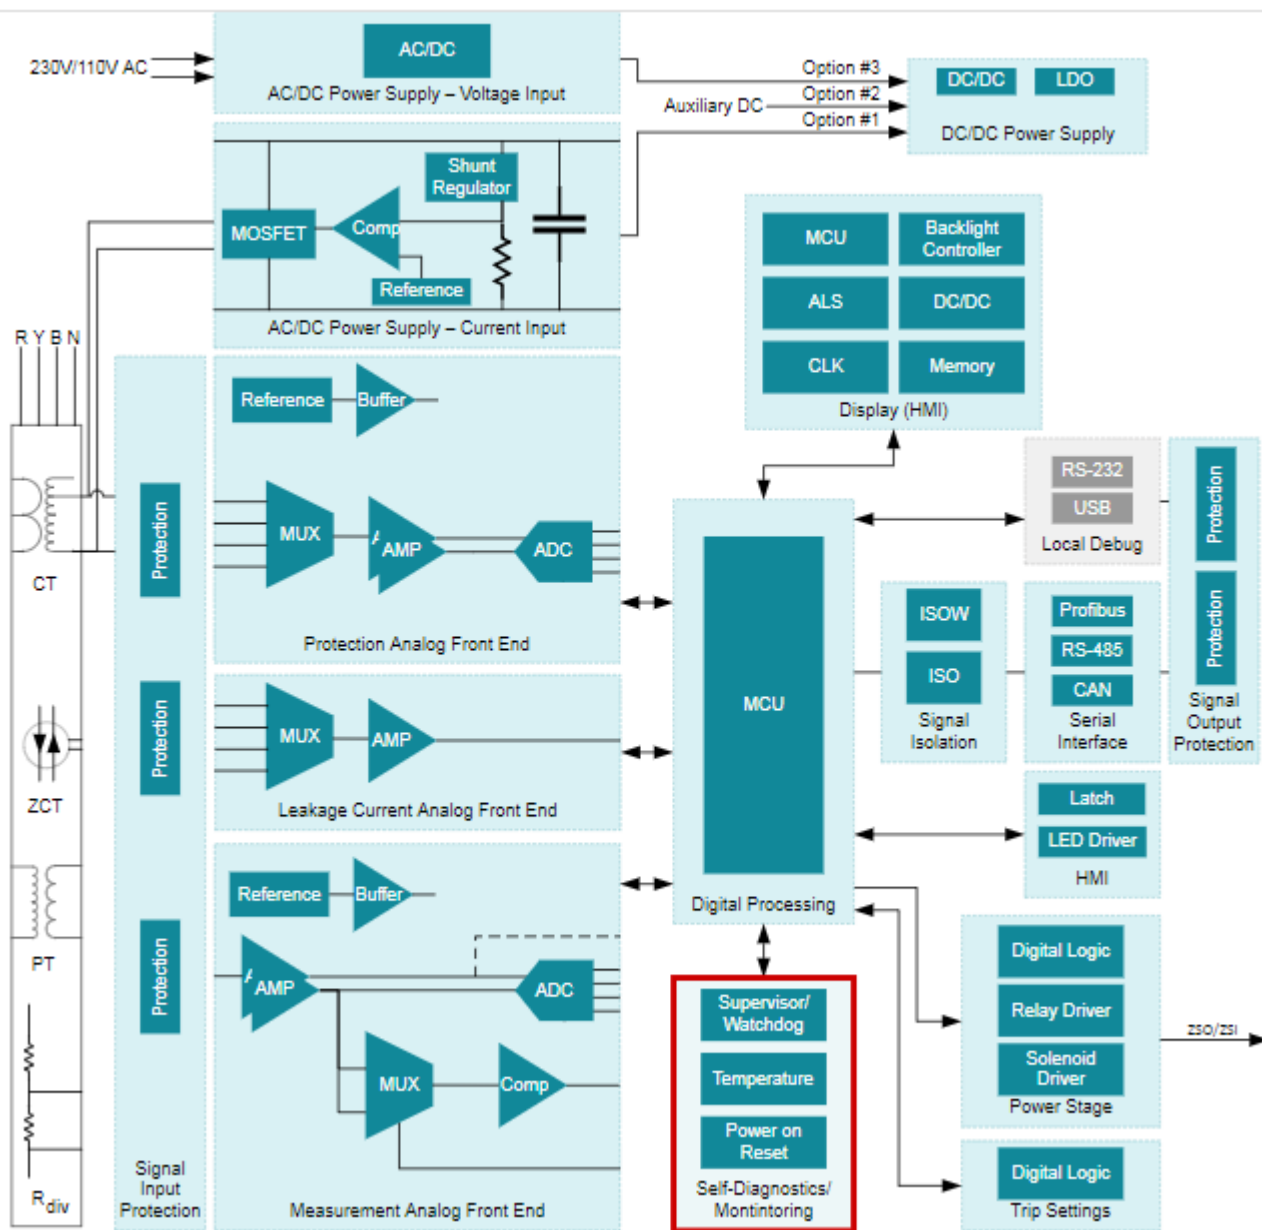 230V/110V AC
AC/DC
AC/DC Power Supply – Voltage Input
Option #3
Auxiliary DC
Option #2
Option #1
DC/DC
LDO
DC/DC Power Supply
Shunt
Regulator
MOSFET
Comp
Reference
AC/DC Power Supply – Current Input
MCU
Backlight
Controller
ALS
DC/DC
CLK
Memory
Display (HMI)
R Y B N
CT
ZCT
PT
Rdiv
Protection
Protection
Protection
Signal
Input
Protection
Reference
Buffer
MUX
AMP
ADC
Protection Analog Front End
MUX
AMP
Leakage Current Analog Front End
Reference
Buffer
AMP
ADC
MUX
Comp
Measurement Analog Front End
MCU
Digital Processing
Supervisor/
Watchdog
Temperature
Power on
Reset
Self-Diagnostics/
Montintoring
RS-232
USB
Local Debug
ISOW
ISO
Signal
Isolation
Profibus
RS-485
CAN
Serial
Interface
Protection
Protection
Signal
Output
Protection
Latch
LED Driver
HMI
Digital Logic
Relay Driver
Solenoid
Driver
Power Stage
ZSO/ZSI
Digital Logic
Trip Settings